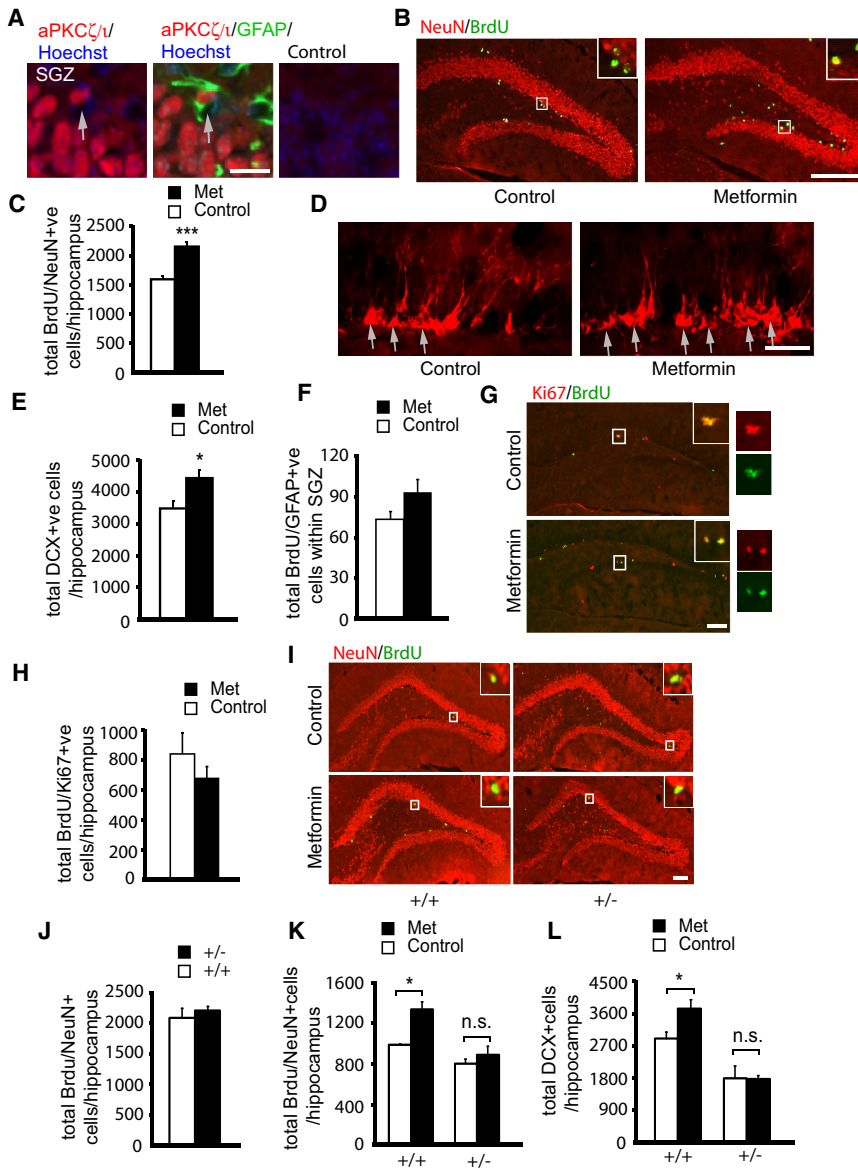 A
aPKCζ/ι/
Hoechst
aPKCζ/ι/GFAP/
Hoechst
Control
SGZ
B
NeuN/BrdU
Control
Metformin
C
Met
Control
total BrdU/NeuN+ve
cells/hippocampus
2500
2000
1500
1000
500
0
***
D
Control
Metformin
E
Met
Control
total DCX+ve cells
/hippocampus
5000
4000
3000
2000
1000
0
*
F
Met
Control
total BrdU/GFAP+ve
cells within SGZ
120
90
60
30
0
G
Ki67/BrdU
Control
Metformin
H
Met
Control
total BrdU/Ki67+ve
cells/hippocampus
1000
800
600
400
200
0
I
NeuN/BrdU
Control
Metformin
+/+
+/-
J
+/-
+/+
total Brdu/NeuN+
cells/hippocampus
2500
2000
1500
1000
500
0
K
Met
Control
total Brdu/NeuN+cells
/hippocampus
1600
1200
800
400
0
*
n.s.
+/+
+/-
L
Met
Control
total DCX+cells
/hippocampus
4500
3600
2700
1800
900
0
*
n.s.
+/+
+/-